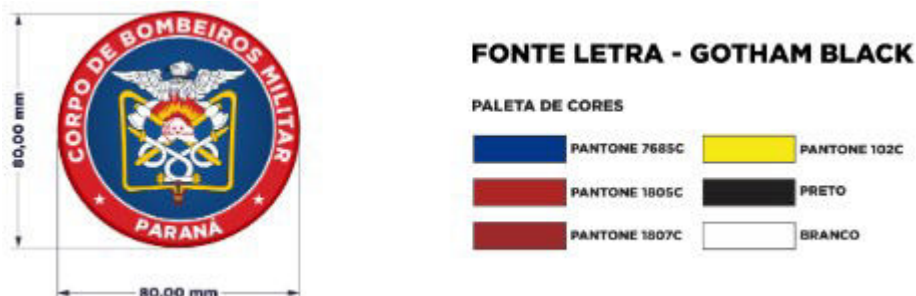 CORPO DE BOMBEIROS MILITAR
PARANÁ
80,00 mm
80,00 mm
FONTE LETRA - GOTHAM BLACK
PALETA DE CORES
PANTONE 7685C
PANTONE 102C
PANTONE 1805C
PRETO
PANTONE 1807C
BRANCO